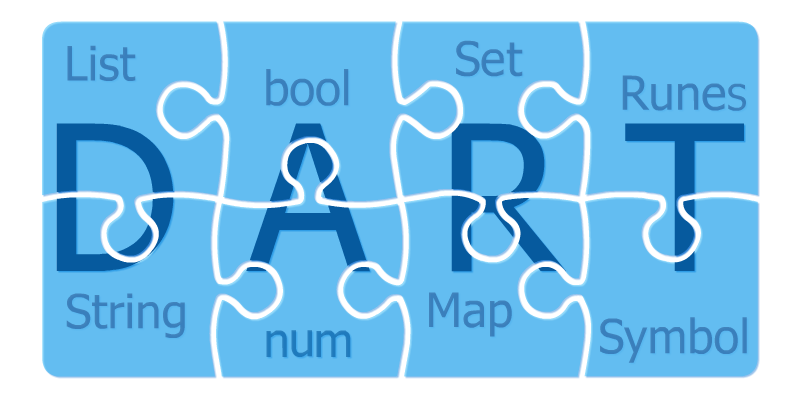 List
bool
Set
Runes
DART
String
num
Map
Symbol